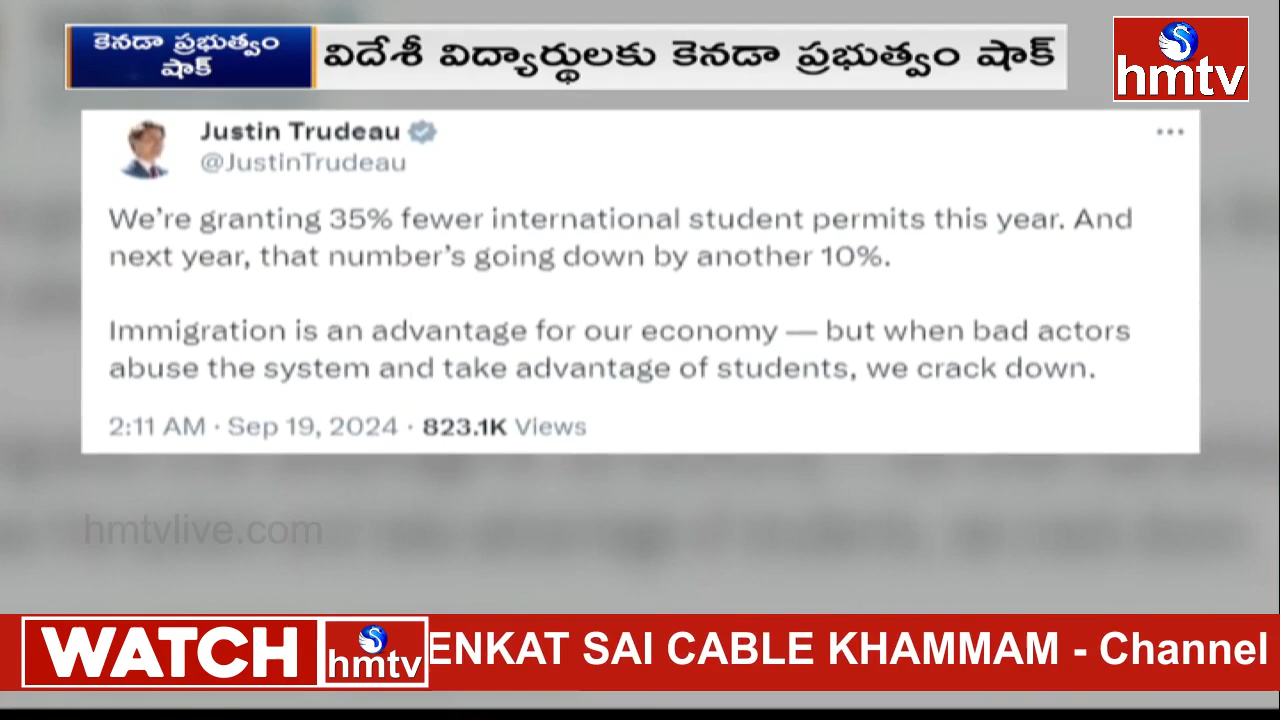 కెనడా ప్రభుత్వం
షాక్
విదేశీ విద్యార్థులకు కెనడా ప్రభుత్వం షాక్
hmtv
Justin Trudeau
@JustinTrudeau
We’re granting 35% fewer international student permits this year. And
next year, that number’s going down by another 10%.
Immigration is an advantage for our economy — but when bad actors
abuse the system and take advantage of students, we crack down.
2:11 AM · Sep 19, 2024 · 823.1K Views
hmtvlive.com
WATCH hmtv ENKAT SAI CABLE KHAMMAM - Channel